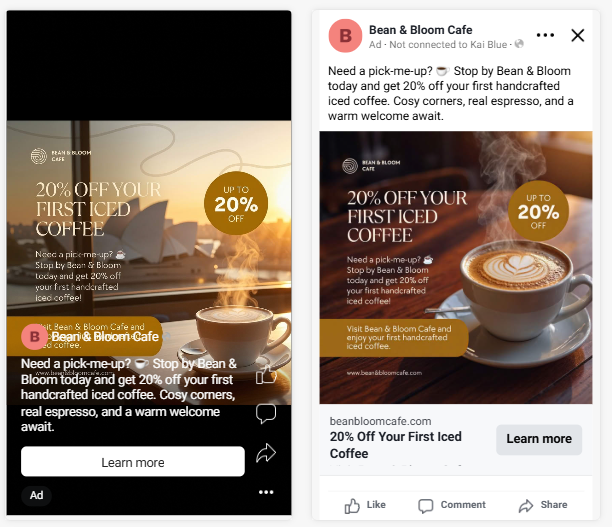 BEAN & BLOOM
CAFE
20% OFF YOUR
FIRST ICED
COFFEE
UP TO
20%
OFF
Need a pick-me-up? ☕
Stop by Bean & Bloom
today and get 20% off
your first handcrafted
iced coffee!
Visit Bean & Bloom Cafe and
coffee.
B
Bean & Bloom Cafe
www.bean&bloomcafe.com
Need a pick-me-up? ☕ Stop by Bean &
Bloom today and get 20% off your first
handcrafted iced coffee. Cosy corners,
real espresso, and a warm welcome
await.
Learn more
Ad
B
Bean & Bloom Cafe
Ad · Not connected to Kai Blue ·
Need a pick-me-up? ☕ Stop by Bean & Bloom
today and get 20% off your first handcrafted
iced coffee. Cosy corners, real espresso, and a
warm welcome await.
BEAN & BLOOM
CAFE
20% OFF YOUR
FIRST ICED
COFFEE
UP TO
20%
OFF
Need a pick-me-up? ☕
Stop by Bean & Bloom
today and get 20% off
your first handcrafted
iced coffee!
Visit Bean & Bloom Cafe and
enjoy your first handcrafted
iced coffee.
www.bean&bloomcafe.com
beanbloomcafe.com
20% Off Your First Iced
Coffee
Learn more
Like
Comment
Share